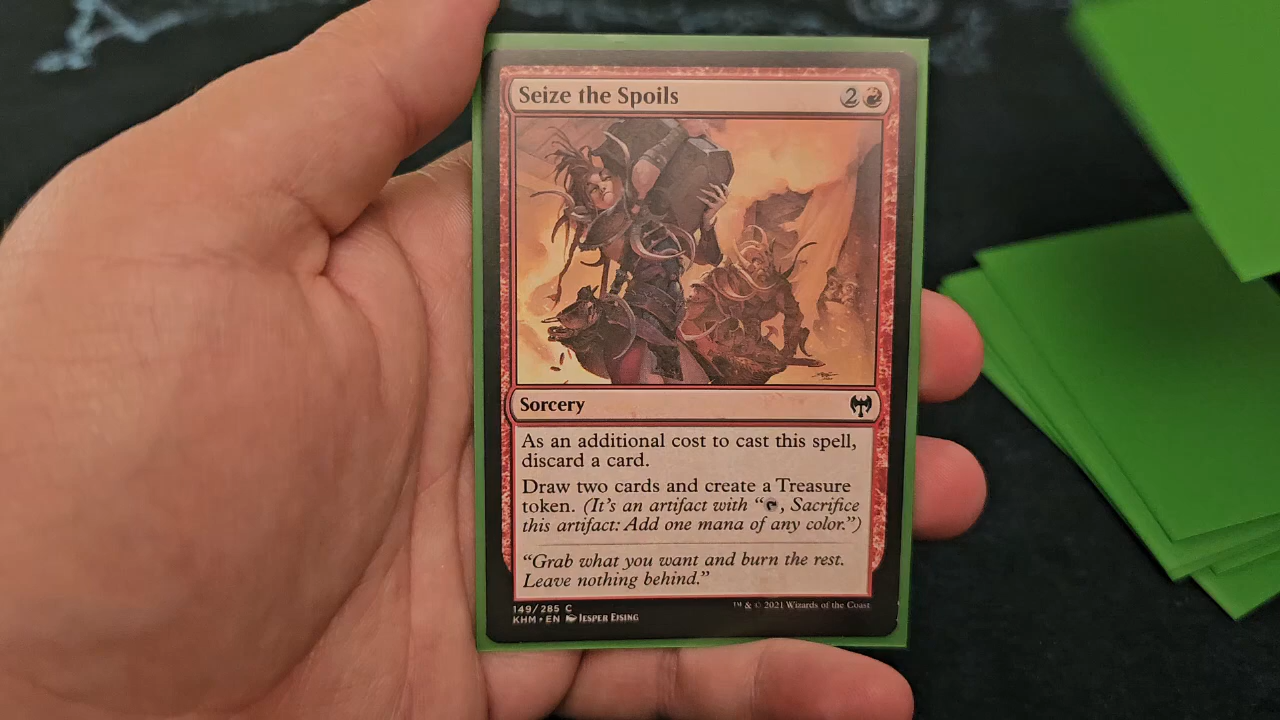 Seize the Spoils 2
Sorcery
As an additional cost to cast this spell,
discard a card.
Draw two cards and create a Treasure
token. (It's an artifact with “, Sacrifice
this artifact: Add one mana of any color.”)
“Grab what you want and burn the rest.
Leave nothing behind.”
149/285 C
KHM • EN Jesper Ejsing
™ & © 2021 Wizards of the Coast